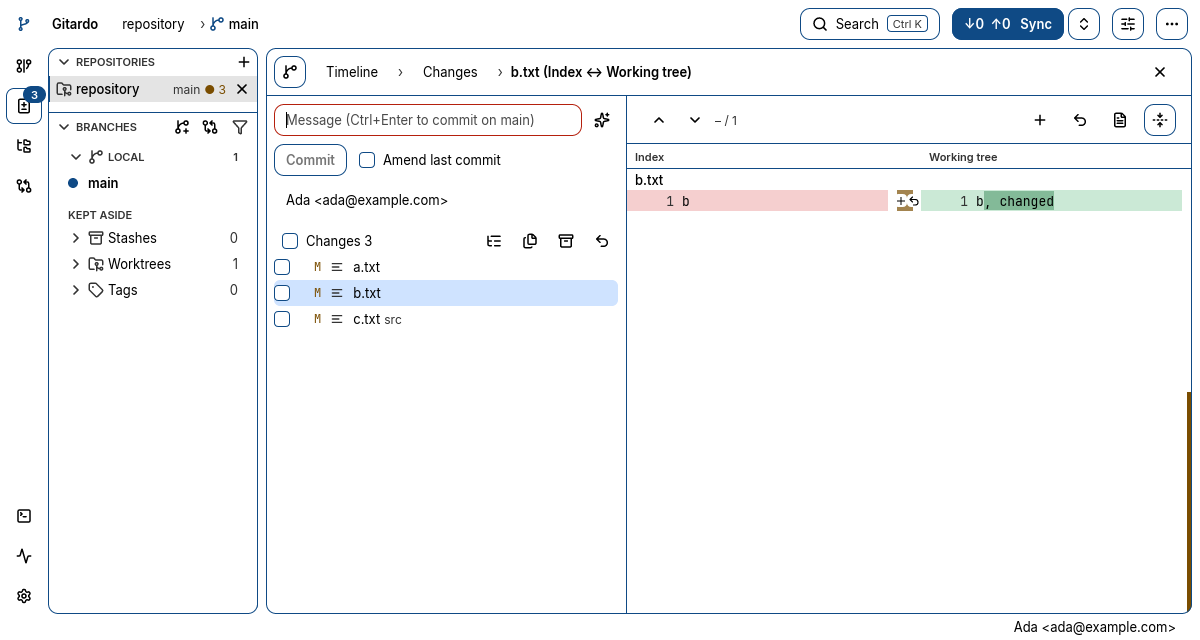 Gitardo repository › main Search Ctrl K ↓0 ↑0 Sync
REPOSITORIES
repository main 3
3
BRANCHES
LOCAL 1
main
KEPT ASIDE
Stashes 0
Worktrees 1
Tags 0
Timeline › Changes › b.txt (Index ↔ Working tree)
Message (Ctrl+Enter to commit on main)
Commit Amend last commit
Ada <ada@example.com>
Changes 3
M a.txt
M b.txt
M c.txt src
– / 1
Index Working tree
b.txt
1 b 1 b, changed
Ada <ada@example.com>